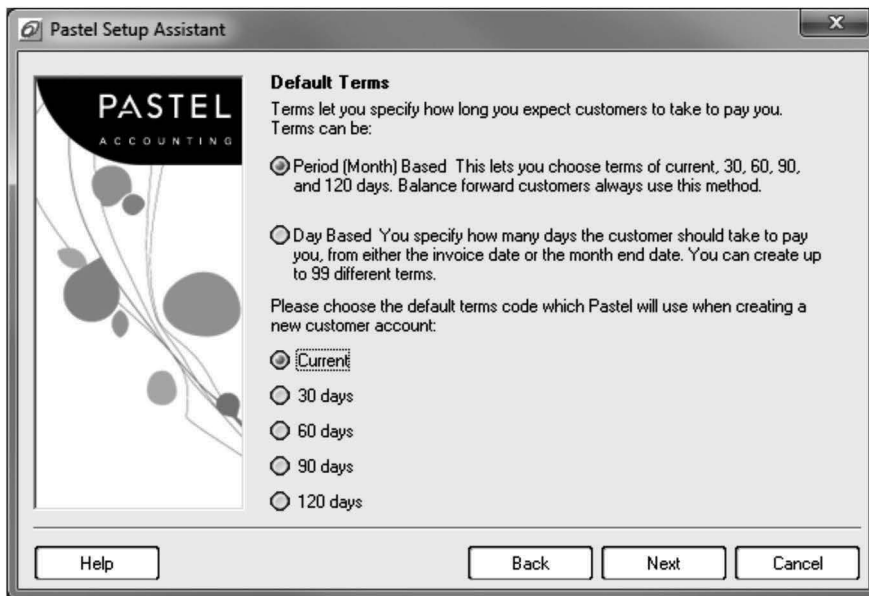 Pastel Setup Assistant
PASTEL
ACCOUNTING
Default Terms
Terms let you specify how long you expect customers to take to pay you.
Terms can be:
Period (Month) Based This lets you choose terms of current, 30, 60, 90,
and 120 days. Balance forward customers always use this method.
Day Based You specify how many days the customer should take to pay
you, from either the invoice date or the month end date. You can create up
to 99 different terms.
Please choose the default terms code which Pastel will use when creating a
new customer account:
Current
30 days
60 days
90 days
120 days
Help
Back
Next
Cancel